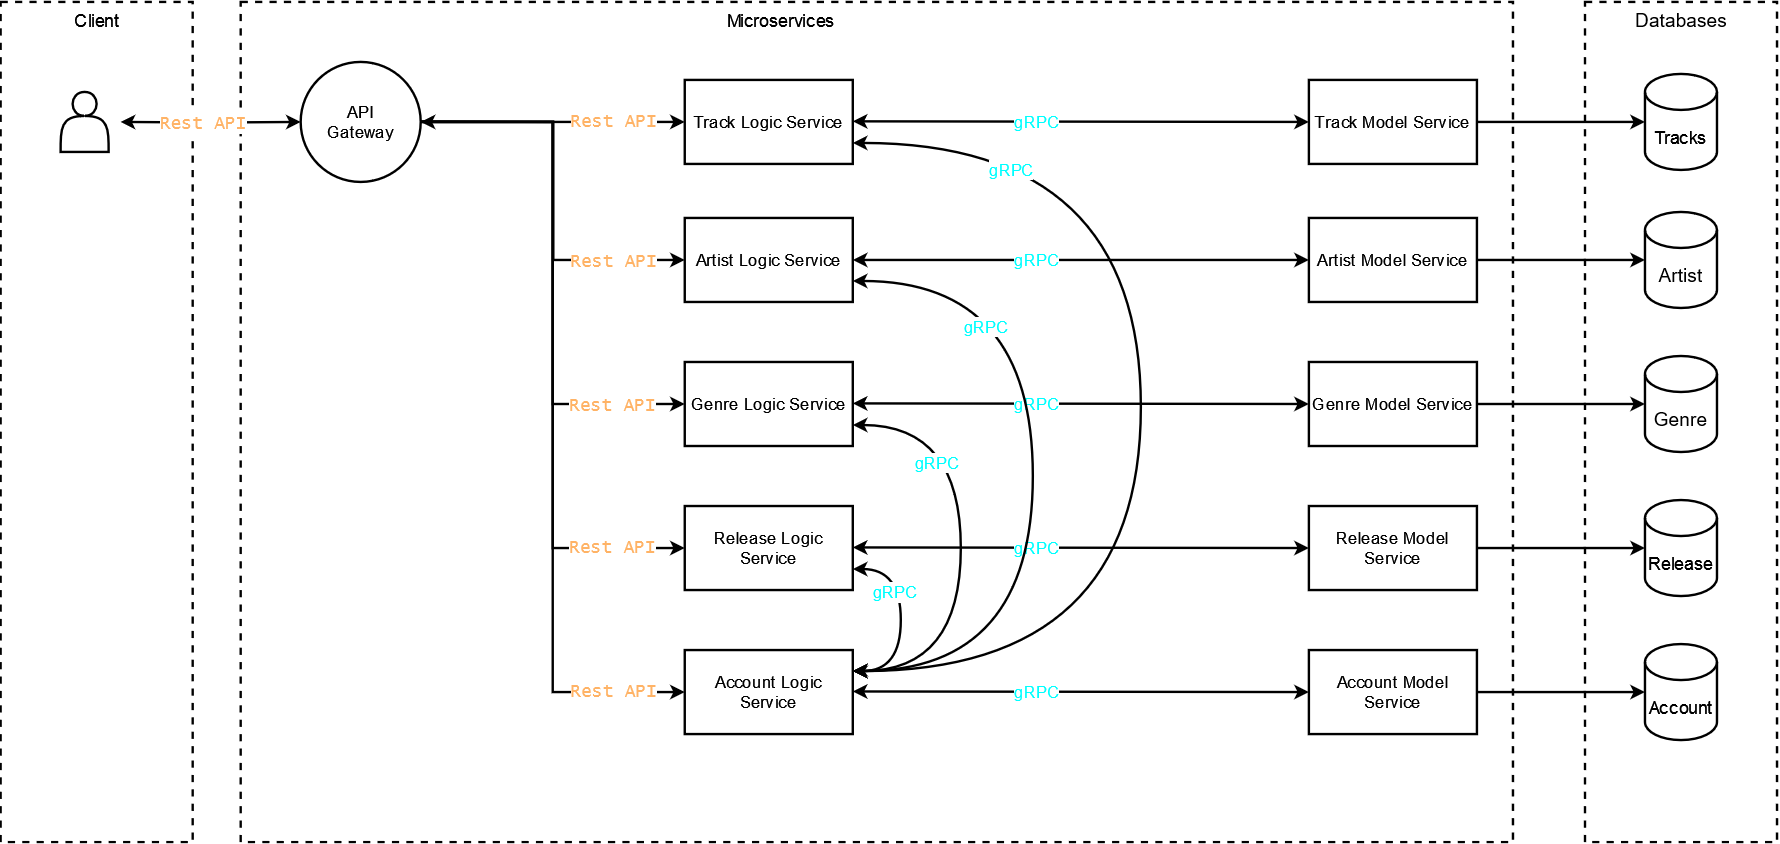 Client
Microservices
Databases
Rest API
API
Gateway
Rest API
Track Logic Service
gRPC
Track Model Service
Tracks
gRPC
Rest API
Artist Logic Service
gRPC
Artist Model Service
Artist
gRPC
Rest API
Genre Logic Service
gRPC
Genre Model Service
Genre
gRPC
Rest API
Release Logic
Service
gRPC
Release Model
Service
Release
gRPC
Rest API
Account Logic
Service
gRPC
Account Model
Service
Account